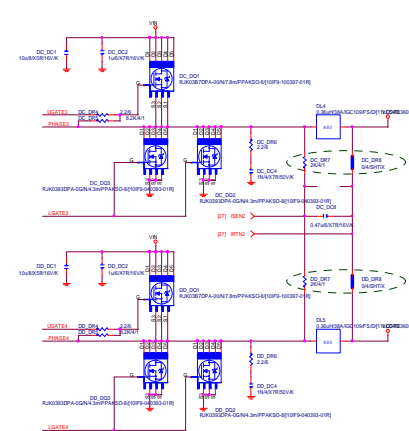 VIN
DC_DC1
10u/8/X5R/16V/K
DC_DC2
1u/6/X7R/16V/K
DC_DQ1
RJK03B7DPA-00/N/7.8m/PPAKSO-8/[10IF9-100397-01R]
G
UGATE3
DC_DR4
2.2/6
PHASE3
8.2K/4/1
DL4
DC_DR6
2.2/6
DC_DR7
2K/4/1
DC_DR8
0/4/SHT/X
DC_DC4
1N/4/X7R/50V/K
G
G
DC_DQ3
RJK0393DPA-0G/N/4.3m/PPAKSO-8/[10IF9-040393-01R]
DC_DQ2
RJK0393DPA-0G/N/4.3m/PPAKSO-8/[10IF9-040393-01R]
LGATE3
[27] ISEN2
DC_DC8
0.47u/6/X7R/16V/K
[27] IRTN2
VIN
DD_DC1
10u/8/X5R/16V/K
DD_DC2
1u/6/X7R/16V/K
DD_DQ1
RJK03B7DPA-00/N/7.8m/PPAKSO-8/[10IF9-100397-01R]
G
DD_DR7
2K/4/1
DD_DR8
0/4/SHT/X
UGATE4
DD_DR4
2.2/6
PHASE4
8.2K/4/1
DL5
DD_DR6
2.2/6
DD_DC4
1N/4/X7R/50V/K
G
G
DD_DQ3
RJK0393DPA-0G/N/4.3m/PPAKSO-8/[10IF9-040393-01R]
DD_DQ2
RJK0393DPA-0G/N/4.3m/PPAKSO-8/[10IF9-040393-01R]
LGATE4